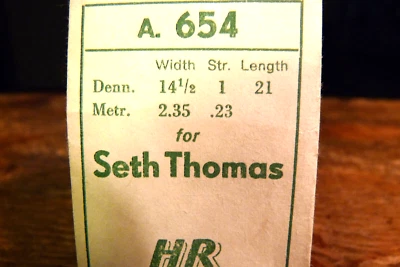 A. 654
Width Str. Length
Denn. 14½ 1 21
Metr. 2.35 .23
for
Seth Thomas
HR